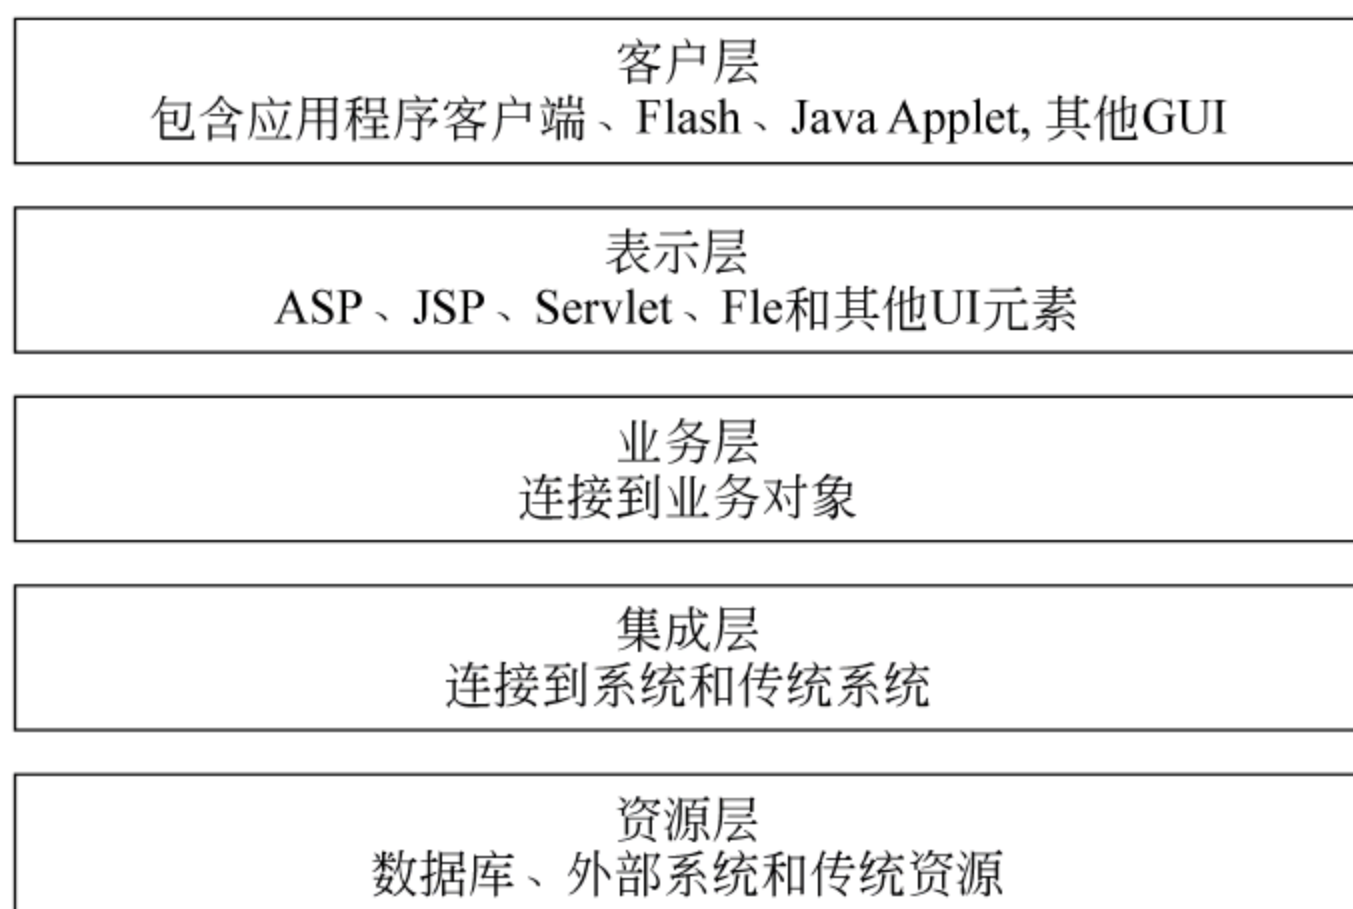 客户层
包含应用程序客户端、Flash、Java Applet, 其他GUI
表示层
ASP、JSP、Servlet、Fle和其他UI元素
业务层
连接到业务对象
集成层
连接到系统和传统系统
资源层
数据库、外部系统和传统资源